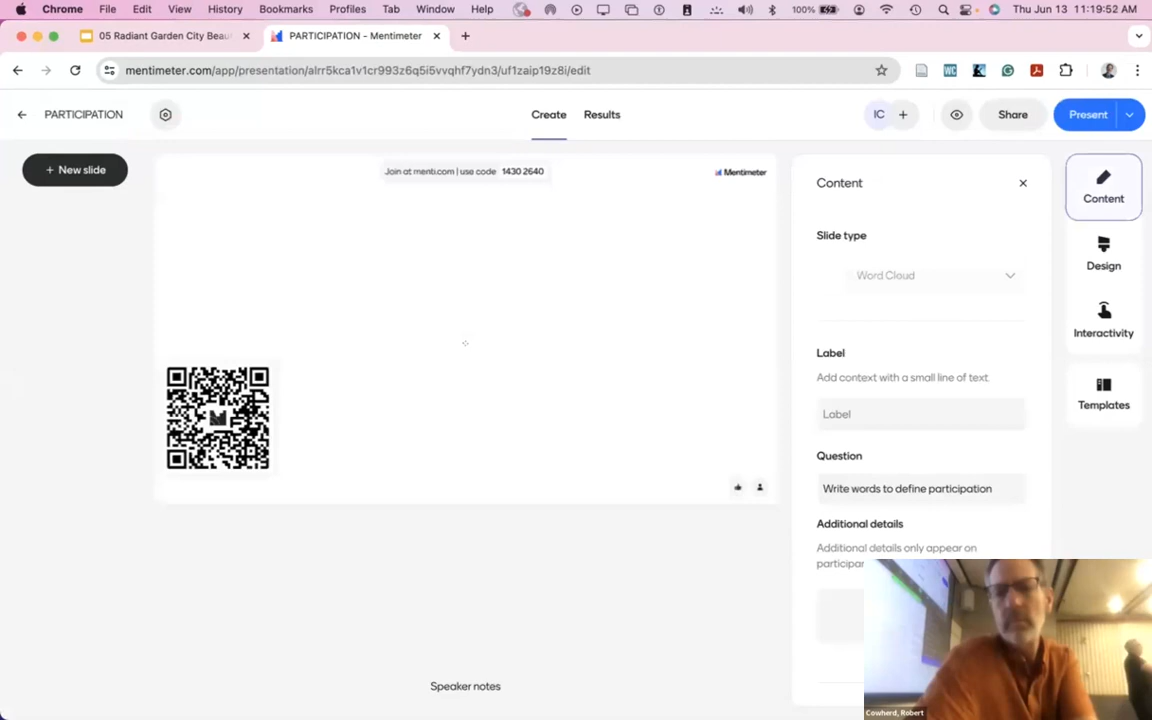 Chrome File Edit View History Bookmarks Profiles Tab Window Help 100% Thu Jun 13 11:19:52 AM
05 Radiant Garden City Beau
PARTICIPATION - Mentimeter
mentimeter.com/app/presentation/alrr5kca1v1cr993z6q5i5vvqhf7ydn3/uf1zaip19z8i/edit
PARTICIPATION
Create
Results
IC
Share
Present
+ New slide
Join at menti.com | use code 1430 2640
Mentimeter
Content
Slide type
Word Cloud
Label
Add context with a small line of text.
Label
Question
Write words to define participation
Additional details
Additional details only appear on
Content
Design
Interactivity
Templates
Speaker notes
Cowherd, Robert